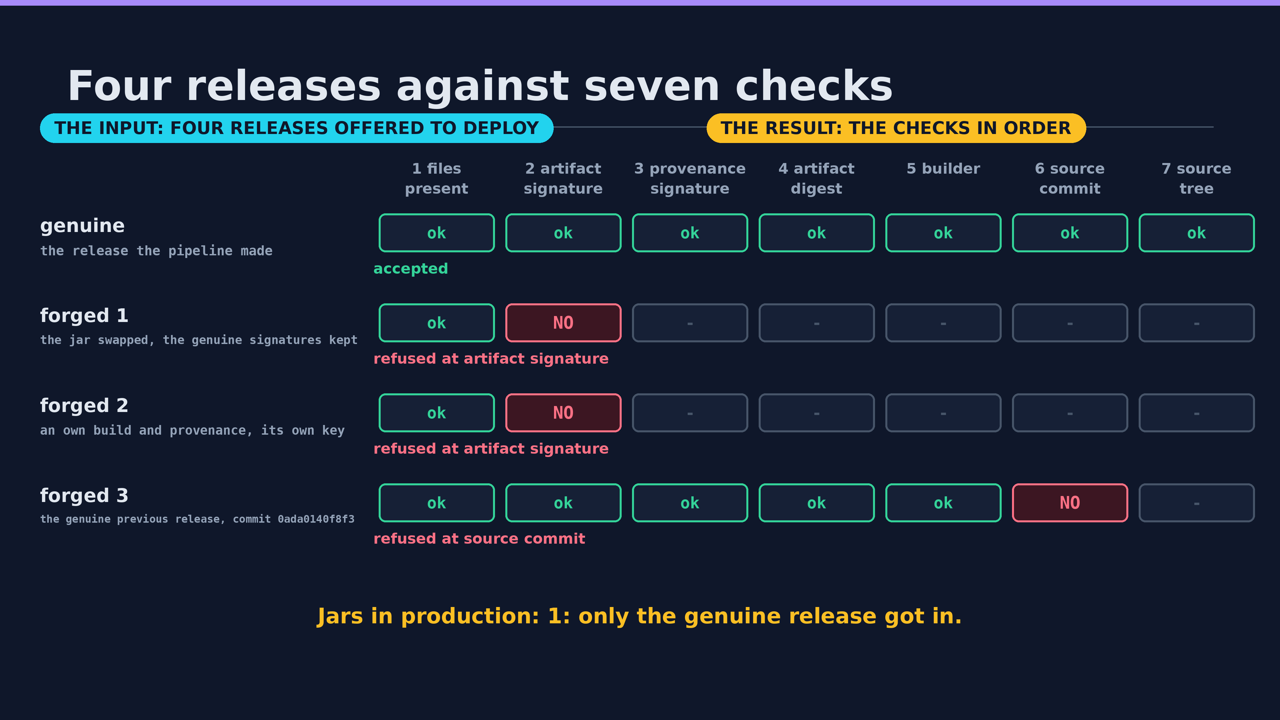 Four releases against seven checks
THE INPUT: FOUR RELEASES OFFERED TO DEPLOY
THE RESULT: THE CHECKS IN ORDER
1 files present
2 artifact signature
3 provenance signature
4 artifact digest
5 builder
6 source commit
7 source tree
genuine
the release the pipeline made
ok ok ok ok ok ok ok
accepted
forged 1
the jar swapped, the genuine signatures kept
ok NO - - - - -
refused at artifact signature
forged 2
an own build and provenance, its own key
ok NO - - - - -
refused at artifact signature
forged 3
the genuine previous release, commit 0ada0140f8f3
ok ok ok ok ok NO -
refused at source commit
Jars in production: 1: only the genuine release got in.